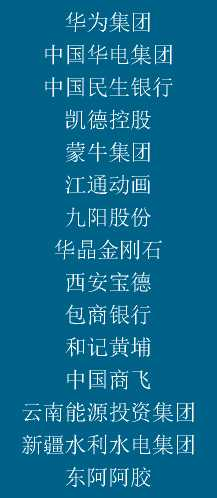 华为集团
中国华电集团
中国民生银行
凯德控股
蒙牛集团
江通动画
九阳股份
华晶金刚石
西安宝德
包商银行
和记黄埔
中国商飞
云南能源投资集团
新疆水利水电集团
东阿阿胶